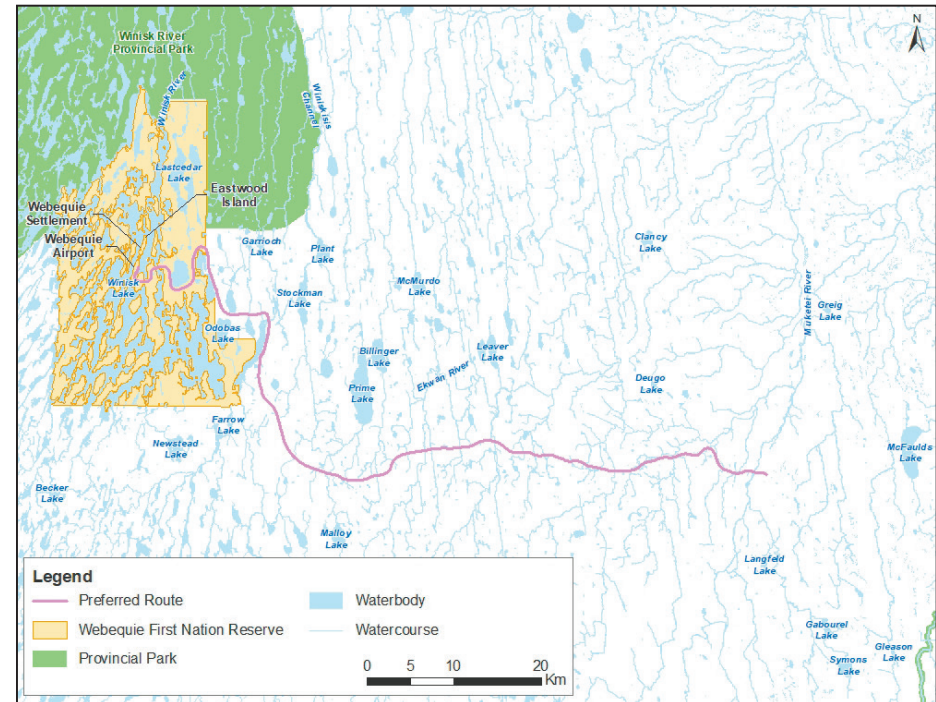 N
Winisk River
Provincial Park
Winisk River
Winiskisis
Channel
Lastcedar
Lake
Eastwood
Island
Webequie
Settlement
Webequie
Airport
Winisk
Lake
Garrioch
Lake
Plant
Lake
Clancy
Lake
McMurdo
Lake
Stockman
Lake
Muketei River
Greig
Lake
Odobas
Lake
Billinger
Lake
Leaver
Lake
Ekwan River
Prime
Lake
Deugo
Lake
Farrow
Lake
Newstead
Lake
McFaulds
Lake
Becker
Lake
Malloy
Lake
Langfeld
Lake
Gabourel
Lake
Gleason
Lake
Symons
Lake
Legend
Preferred Route
Waterbody
Webequie First Nation Reserve
Watercourse
Provincial Park
0 5 10 20
Km